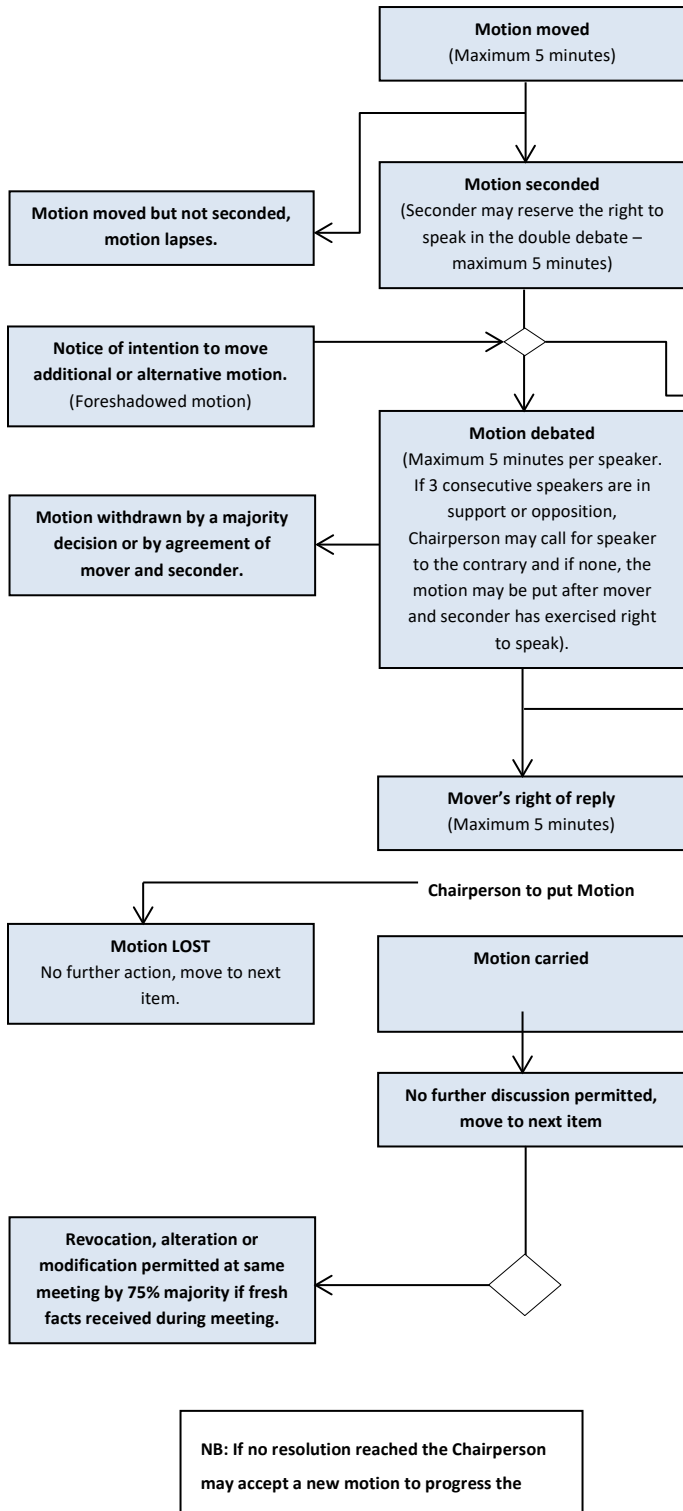 Motion moved
(Maximum 5 minutes)
Motion seconded
(Seconder may reserve the right to
speak in the double debate –
maximum 5 minutes)
Motion moved but not seconded,
motion lapses.
Notice of intention to move
additional or alternative motion.
(Foreshadowed motion)
Motion debated
(Maximum 5 minutes per speaker.
If 3 consecutive speakers are in
support or opposition,
Chairperson may call for speaker
to the contrary and if none, the
motion may be put after mover
and seconder has exercised right
to speak).
Motion withdrawn by a majority
decision or by agreement of
mover and seconder.
Mover’s right of reply
(Maximum 5 minutes)
Chairperson to put Motion
Motion LOST
No further action, move to next
item.
Motion carried
No further discussion permitted,
move to next item
Revocation, alteration or
modification permitted at same
meeting by 75% majority if fresh
facts received during meeting.
NB: If no resolution reached the Chairperson
may accept a new motion to progress the